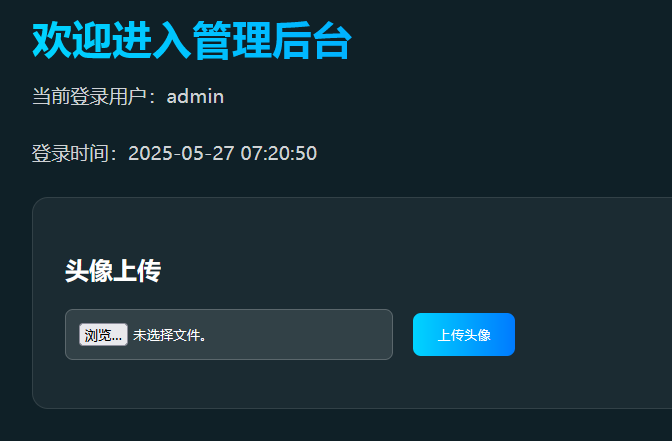 欢迎进入管理后台
当前登录用户：admin
登录时间：2025-05-27 07:20:50
头像上传
浏览... 未选择文件。 上传头像